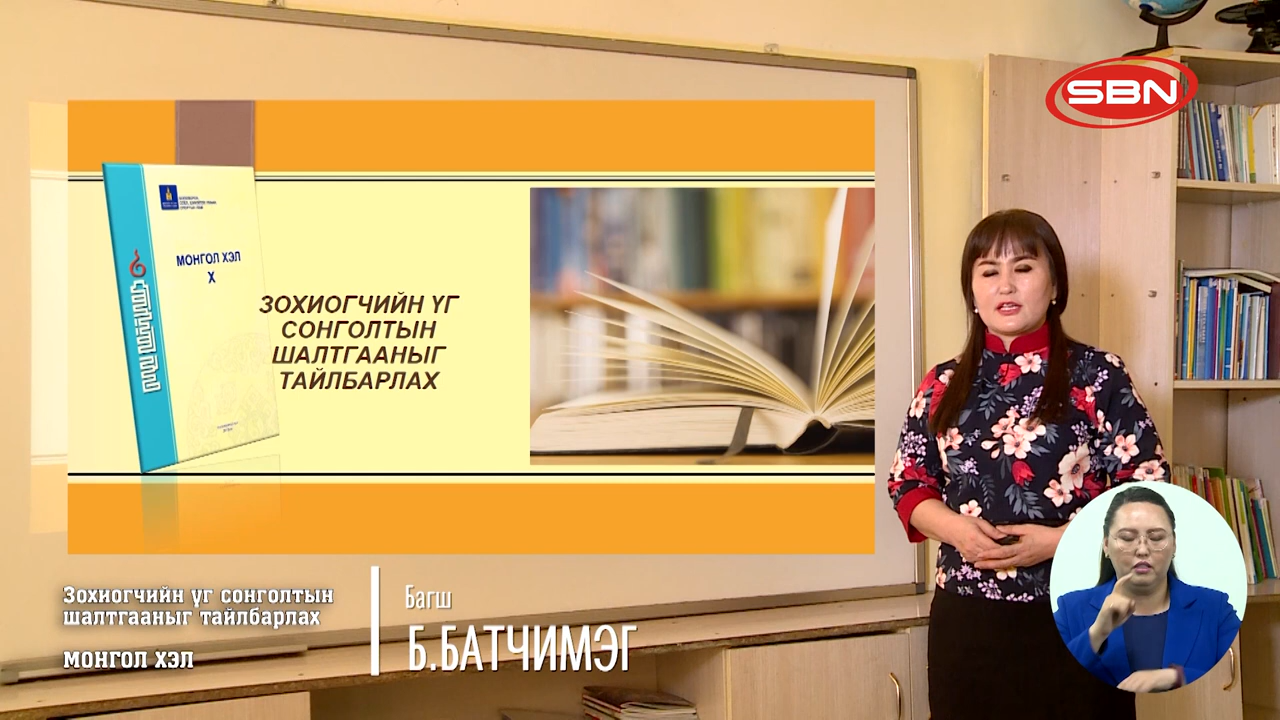 SBN
МОНГОЛ ХЭЛ
X
ЗОХИОГЧИЙН ҮГ
СОНГОЛТЫН
ШАЛТГААНЫГ
ТАЙЛБАРЛАХ
Зохиогчийн үг сонголтын
шалтгааныг тайлбарлах
МОНГОЛ ХЭЛ
Багш
Б.БАТЧИМЭГ